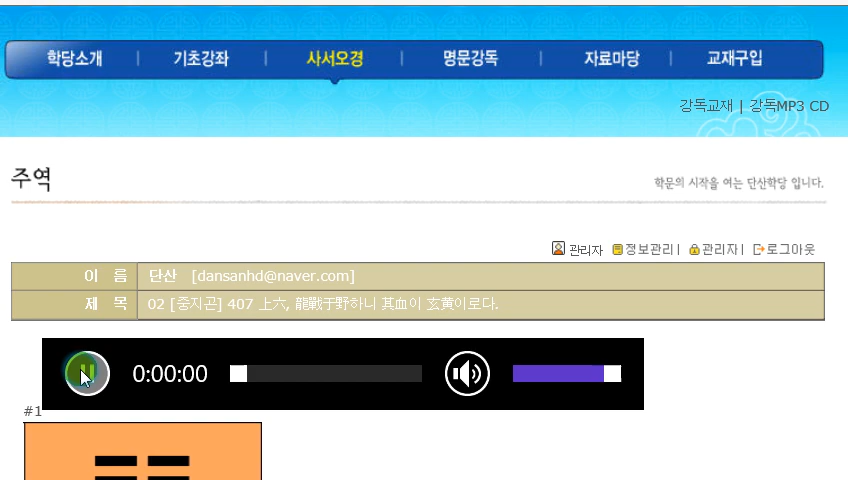 학당소개 | 기초강좌 | 사서오경 | 명문강독 | 자료마당 | 교재구입
강독교재 | 강독MP3 CD
주역
학문의 시작을 여는 단산학당 입니다.
관리자 정보관리 | 관리자 | 로그아웃
이 름 단산 [dansanhd@naver.com]
제 목 02 [중지곤] 407 上六, 龍戰于野하니 其血이 玄黄이로다.
0:00:00
#1